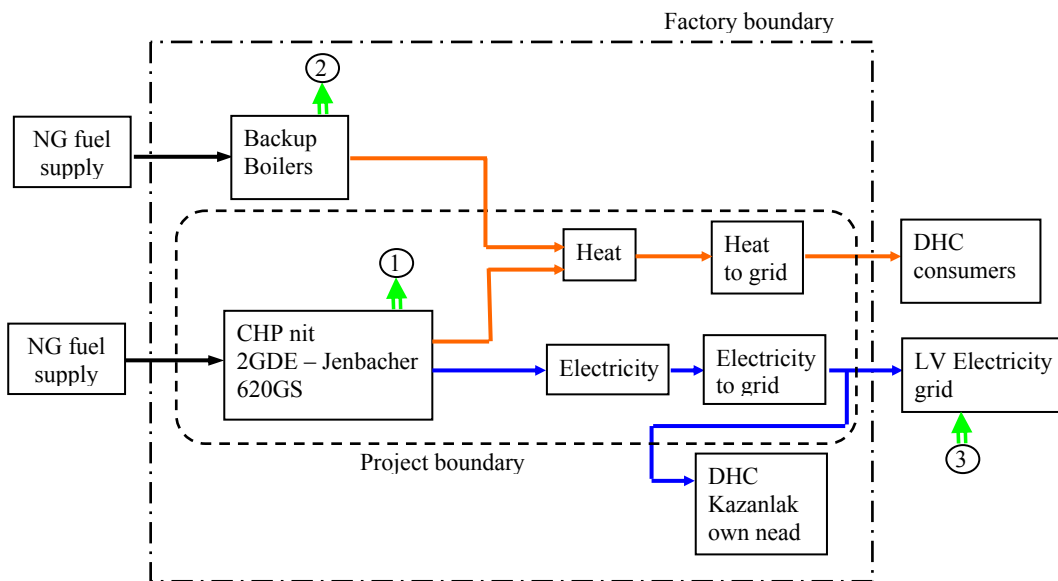 Factory boundary
2
NG fuel
supply
Backup
Boilers
Heat
Heat
to grid
DHC
consumers
1
NG fuel
supply
CHP nit
2GDE – Jenbacher
620GS
Electricity
Electricity
to grid
LV Electricity
grid
Project boundary
3
DHC
Kazanlak
own nead